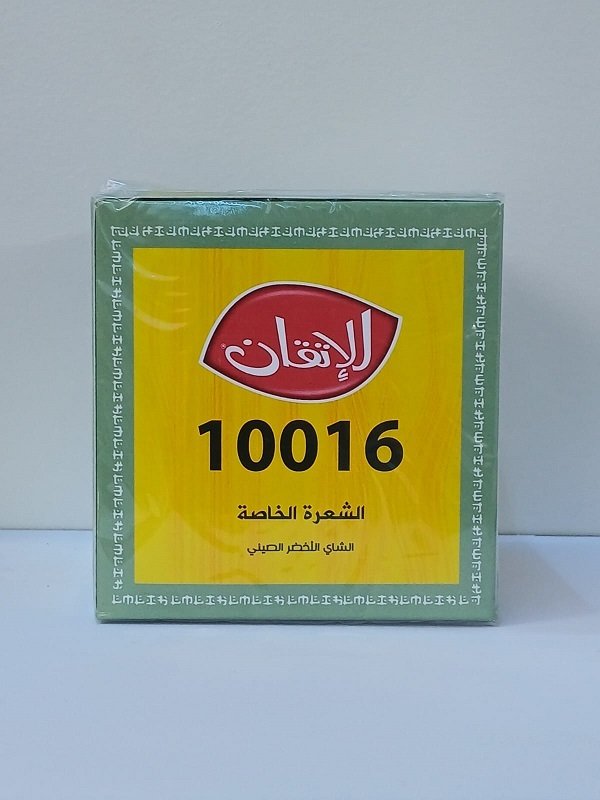 الإتقان
10016
الشعرة الخاصة
الشاي الأخضر الصيني